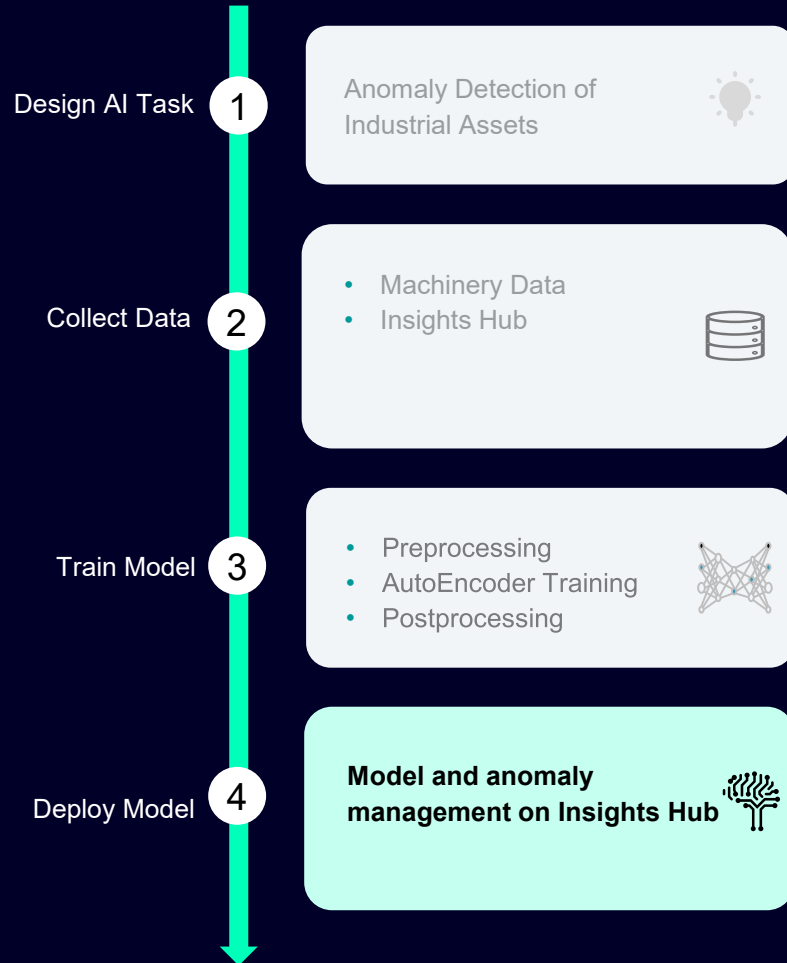 Design AI Task
1
Anomaly Detection of
Industrial Assets
Collect Data
2
• Machinery Data
• Insights Hub
Train Model
3
• Preprocessing
• AutoEncoder Training
• Postprocessing
Deploy Model
4
Model and anomaly
management on Insights Hub